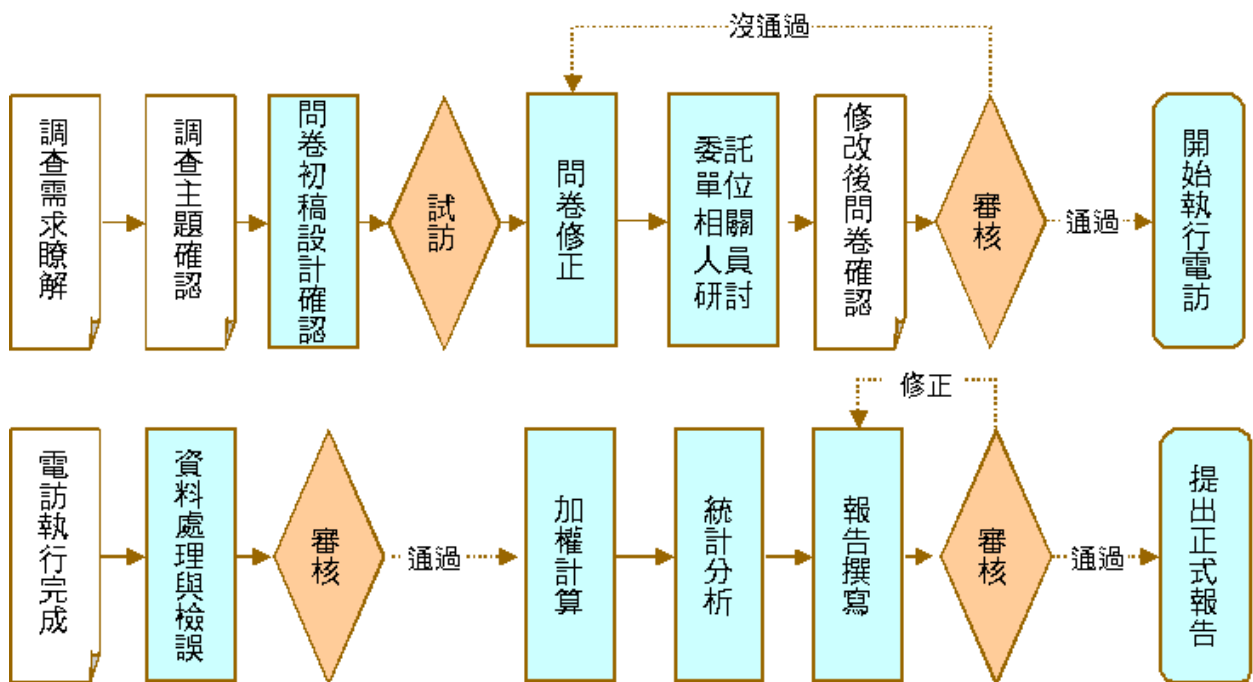 沒通過
調查需求瞭解
調查主題確認
問卷初稿設計確認
試訪
問卷修正
委託
單位
相關
人員
研討
修改後問卷確認
審核
通過
開始執行電訪
修正
電訪執行完成
資料處理與檢誤
審核
通過
加權計算
統計分析
報告撰寫
審核
通過
提出正式報告